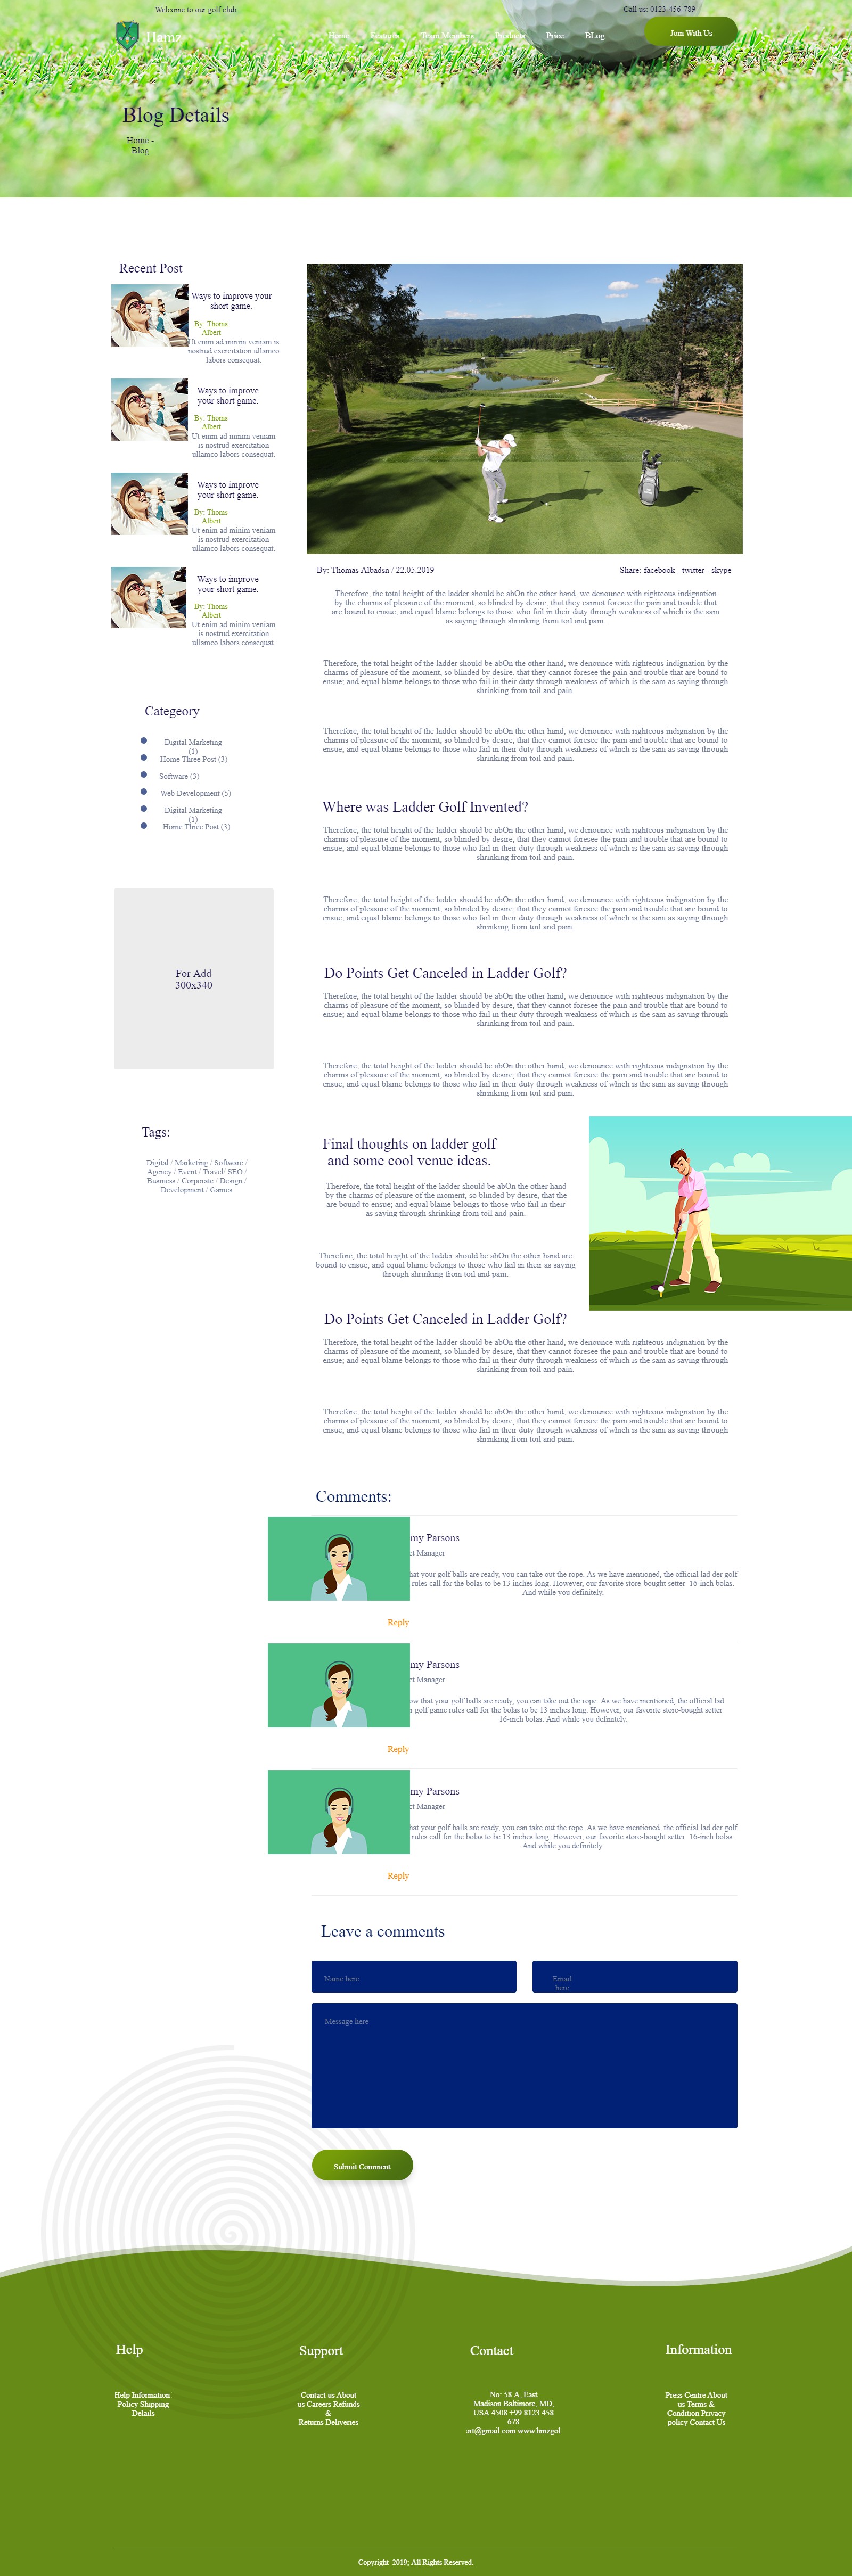 Welcome to our golf club.
Call us: 0123-456-789
Hamz
Home
Features
Team Members
Products
Price
BLog
Join With Us
Blog Details
Home -
Blog
Recent Post
Ways to improve your
short game.
By: Thoms
Albert
Ut enim ad minim veniam is
nostrud exercitation ullamco
labors consequat.
Ways to improve
your short game.
By: Thoms
Albert
Ut enim ad minim veniam
is nostrud exercitation
ullamco labors consequat.
Ways to improve
your short game.
By: Thoms
Albert
Ut enim ad minim veniam
is nostrud exercitation
ullamco labors consequat.
Ways to improve
your short game.
By: Thoms
Albert
Ut enim ad minim veniam
is nostrud exercitation
ullamco labors consequat.
Categeory
Digital Marketing
(1)
Home Three Post (3)
Software (3)
Web Development (5)
Digital Marketing
(1)
Home Three Post (3)
For Add
300x340
Tags:
Digital / Marketing / Software /
Agency / Event / Travel/ SEO /
Business / Corporate / Design /
Development / Games
By: Thomas Albadsn / 22.05.2019
Share: facebook - twitter - skype
Therefore, the total height of the ladder should be abOn the other hand, we denounce with righteous indignation
by the charms of pleasure of the moment, so blinded by desire, that they cannot foresee the pain and trouble that
are bound to ensue; and equal blame belongs to those who fail in their duty through weakness of which is the sam
as saying through shrinking from toil and pain.
Therefore, the total height of the ladder should be abOn the other hand, we denounce with righteous indignation by the
charms of pleasure of the moment, so blinded by desire, that they cannot foresee the pain and trouble that are bound to
ensue; and equal blame belongs to those who fail in their duty through weakness of which is the sam as saying through
shrinking from toil and pain.
Therefore, the total height of the ladder should be abOn the other hand, we denounce with righteous indignation by the
charms of pleasure of the moment, so blinded by desire, that they cannot foresee the pain and trouble that are bound to
ensue; and equal blame belongs to those who fail in their duty through weakness of which is the sam as saying through
shrinking from toil and pain.
Where was Ladder Golf Invented?
Therefore, the total height of the ladder should be abOn the other hand, we denounce with righteous indignation by the
charms of pleasure of the moment, so blinded by desire, that they cannot foresee the pain and trouble that are bound to
ensue; and equal blame belongs to those who fail in their duty through weakness of which is the sam as saying through
shrinking from toil and pain.
Therefore, the total height of the ladder should be abOn the other hand, we denounce with righteous indignation by the
charms of pleasure of the moment, so blinded by desire, that they cannot foresee the pain and trouble that are bound to
ensue; and equal blame belongs to those who fail in their duty through weakness of which is the sam as saying through
shrinking from toil and pain.
Do Points Get Canceled in Ladder Golf?
Therefore, the total height of the ladder should be abOn the other hand, we denounce with righteous indignation by the
charms of pleasure of the moment, so blinded by desire, that they cannot foresee the pain and trouble that are bound to
ensue; and equal blame belongs to those who fail in their duty through weakness of which is the sam as saying through
shrinking from toil and pain.
Therefore, the total height of the ladder should be abOn the other hand, we denounce with righteous indignation by the
charms of pleasure of the moment, so blinded by desire, that they cannot foresee the pain and trouble that are bound to
ensue; and equal blame belongs to those who fail in their duty through weakness of which is the sam as saying through
shrinking from toil and pain.
Final thoughts on ladder golf
and some cool venue ideas.
Therefore, the total height of the ladder should be abOn the other hand
by the charms of pleasure of the moment, so blinded by desire, that the
are bound to ensue; and equal blame belongs to those who fail in their
as saying through shrinking from toil and pain.
Therefore, the total height of the ladder should be abOn the other hand are
bound to ensue; and equal blame belongs to those who fail in their as saying
through shrinking from toil and pain.
Do Points Get Canceled in Ladder Golf?
Therefore, the total height of the ladder should be abOn the other hand, we denounce with righteous indignation by the
charms of pleasure of the moment, so blinded by desire, that they cannot foresee the pain and trouble that are bound to
ensue; and equal blame belongs to those who fail in their duty through weakness of which is the sam as saying through
shrinking from toil and pain.
Therefore, the total height of the ladder should be abOn the other hand, we denounce with righteous indignation by the
charms of pleasure of the moment, so blinded by desire, that they cannot foresee the pain and trouble that are bound to
ensue; and equal blame belongs to those who fail in their duty through weakness of which is the sam as saying through
shrinking from toil and pain.
Comments:
my Parsons
ct Manager
hat your golf balls are ready, you can take out the rope. As we have mentioned, the official lad der golf
rules call for the bolas to be 13 inches long. However, our favorite store-bought setter 16-inch bolas.
And while you definitely.
Reply
my Parsons
ct Manager
ow that your golf balls are ready, you can take out the rope. As we have mentioned, the official lad
r golf game rules call for the bolas to be 13 inches long. However, our favorite store-bought setter
16-inch bolas. And while you definitely.
Reply
my Parsons
ct Manager
hat your golf balls are ready, you can take out the rope. As we have mentioned, the official lad der golf
rules call for the bolas to be 13 inches long. However, our favorite store-bought setter 16-inch bolas.
And while you definitely.
Reply
Leave a comments
Name here
Email
here
Message here
Submit Comment
Help
Help Information
Policy Shipping
Delails
Support
Contact us About
us Careers Refunds
&
Returns Deliveries
Contact
No: 58 A, East
Madison Baltimore, MD,
USA 4508 +99 8123 458
678
ort@gmail.com www.hmzgol
Information
Press Centre About
us Terms &
Condition Privacy
policy Contact Us
Copyright 2019; All Rights Reserved.